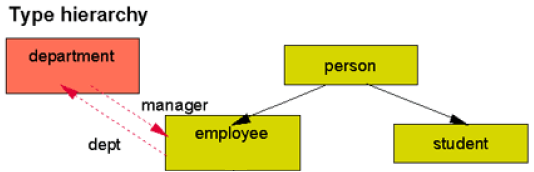 Type hierarchy
department
person
manager
employee
dept
student